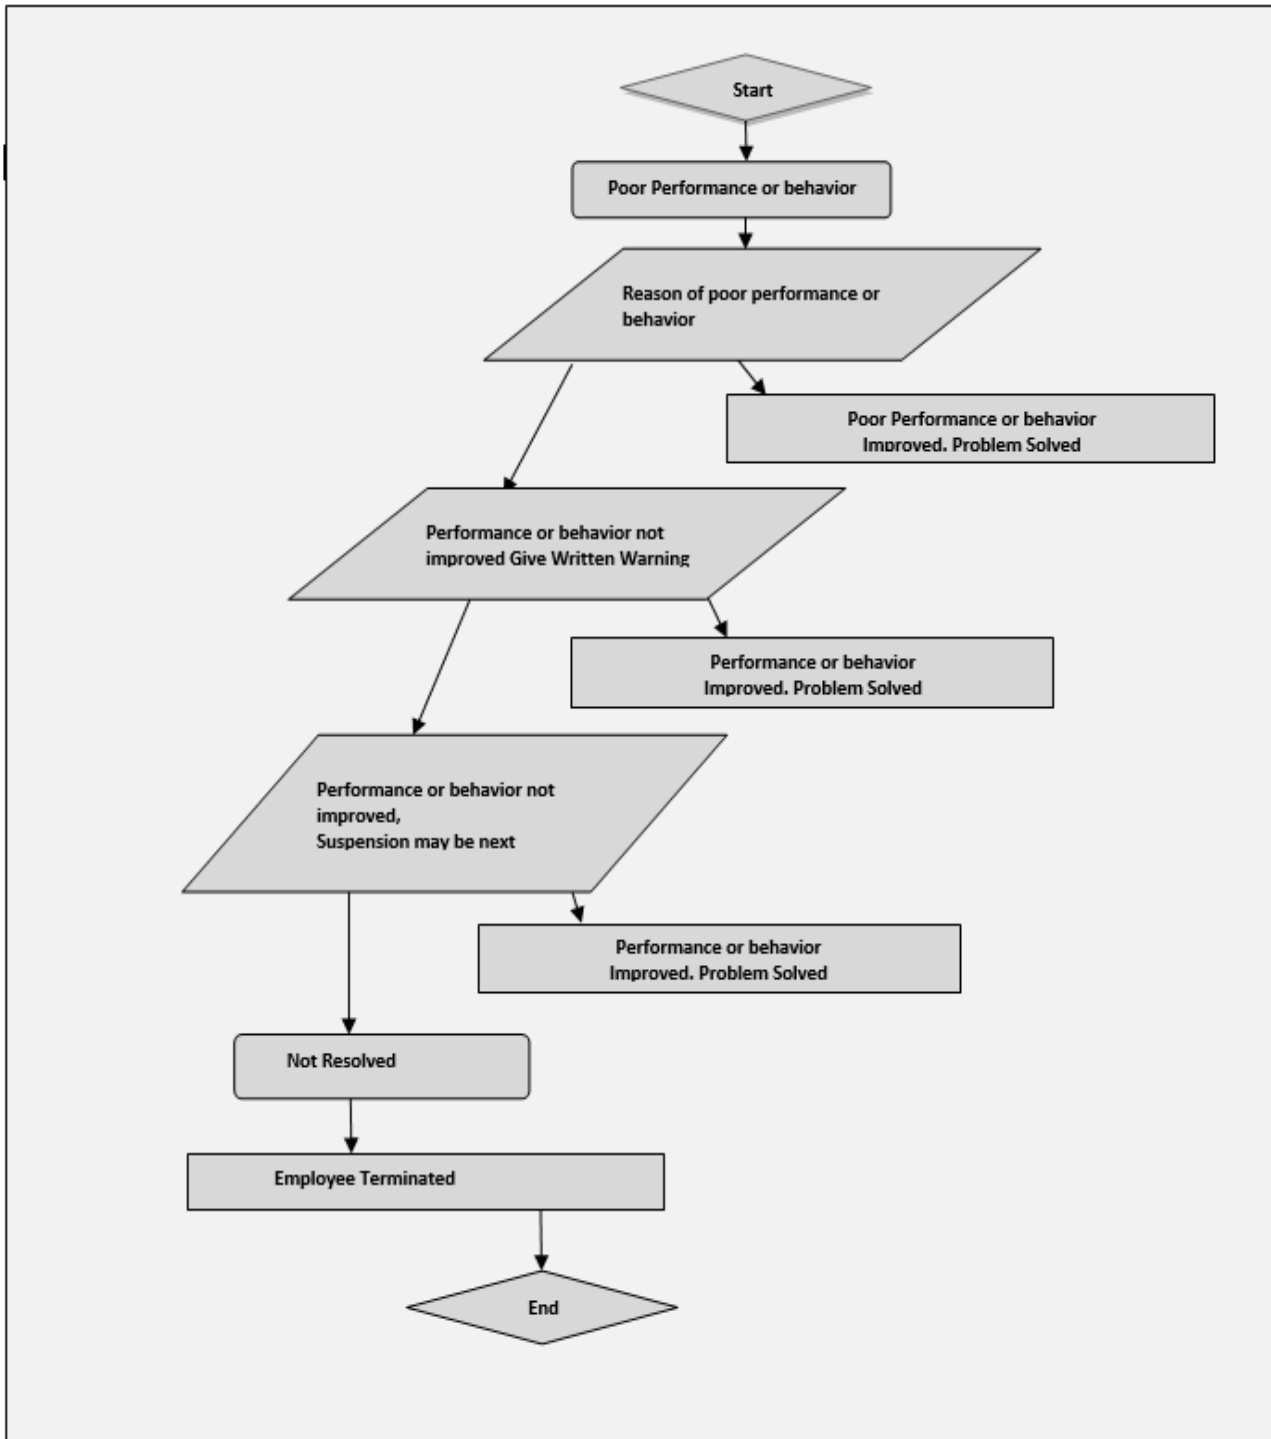 Start
Poor Performance or behavior
Reason of poor performance or
behavior
Poor Performance or behavior
Improved. Problem Solved
Performance or behavior not
improved Give Written Warning
Performance or behavior
Improved. Problem Solved
Performance or behavior not
improved,
Suspension may be next
Performance or behavior
Improved. Problem Solved
Not Resolved
Employee Terminated
End